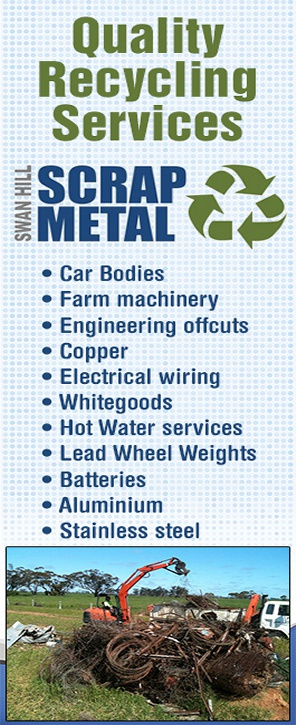 Quality
Recycling
Services
SWAN HILL
SCRAP
METAL
• Car Bodies
• Farm machinery
• Engineering offcuts
• Copper
• Electrical wiring
• Whitegoods
• Hot Water services
• Lead Wheel Weights
• Batteries
• Aluminium
• Stainless steel